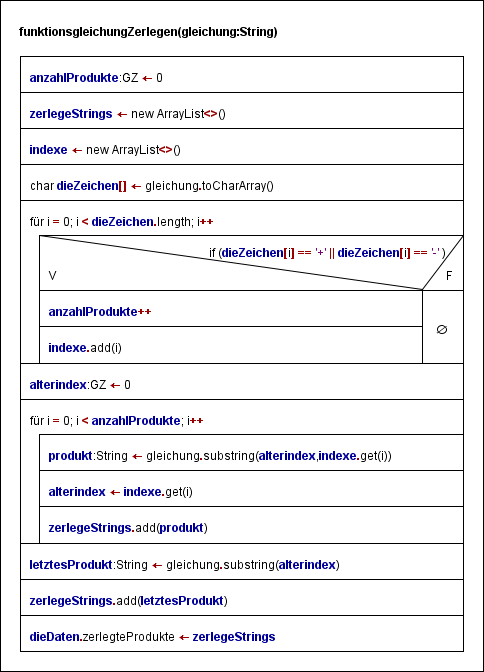 funktionsgleichungZerlegen(gleichung:String)
anzahlProdukte:GZ ← 0
zerlegeStrings ← new ArrayList<>()
indexe ← new ArrayList<>()
char dieZeichen[] ← gleichung.toCharArray()
für i = 0; i < dieZeichen.length; i++
if (dieZeichen[i] == '+' || dieZeichen[i] == '-' )
V F
anzahlProdukte++
∅
indexe.add(i)
alterindex:GZ ← 0
für i = 0; i < anzahlProdukte; i++
produkt:String ← gleichung.substring(alterindex,indexe.get(i))
alterindex ← indexe.get(i)
zerlegeStrings.add(produkt)
letztesProdukt:String ← gleichung.substring(alterindex)
zerlegeStrings.add(letztesProdukt)
dieDaten.zerlegteProdukte ← zerlegeStrings